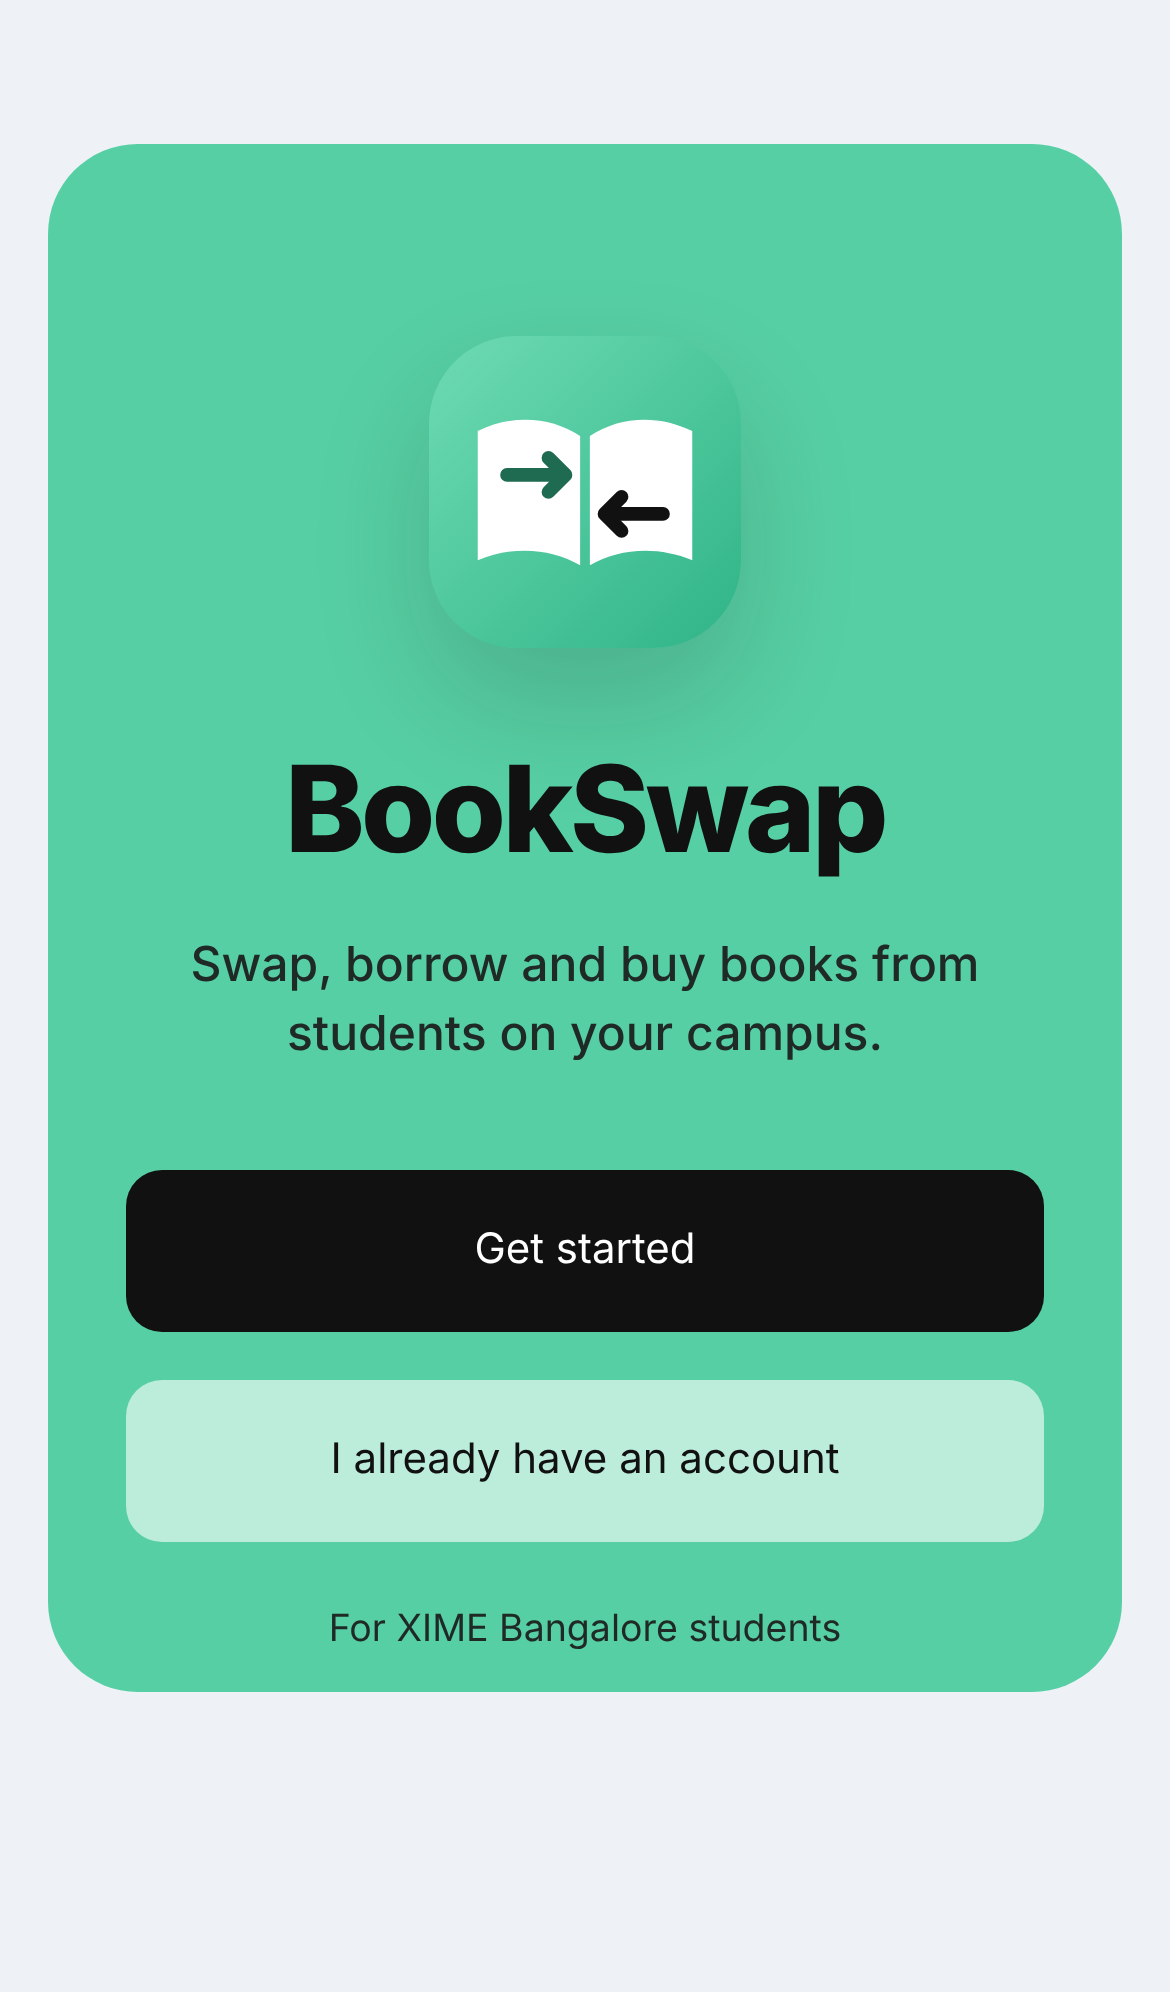 BookSwap
Swap, borrow and buy books from
students on your campus.
Get started
I already have an account
For XIME Bangalore students